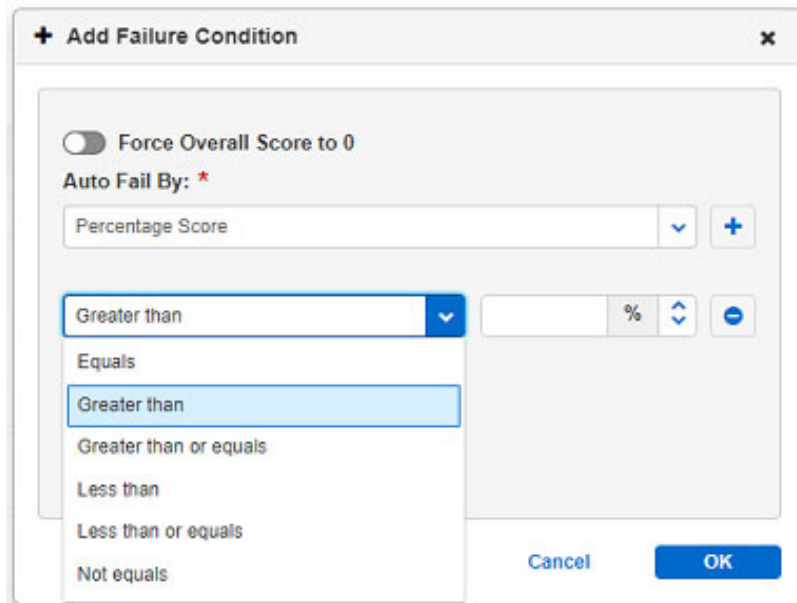 Add Failure Condition
Force Overall Score to 0
Auto Fail By: *
Percentage Score
Greater than %
Equals
Greater than
Greater than or equals
Less than
Less than or equals
Not equals
Cancel OK